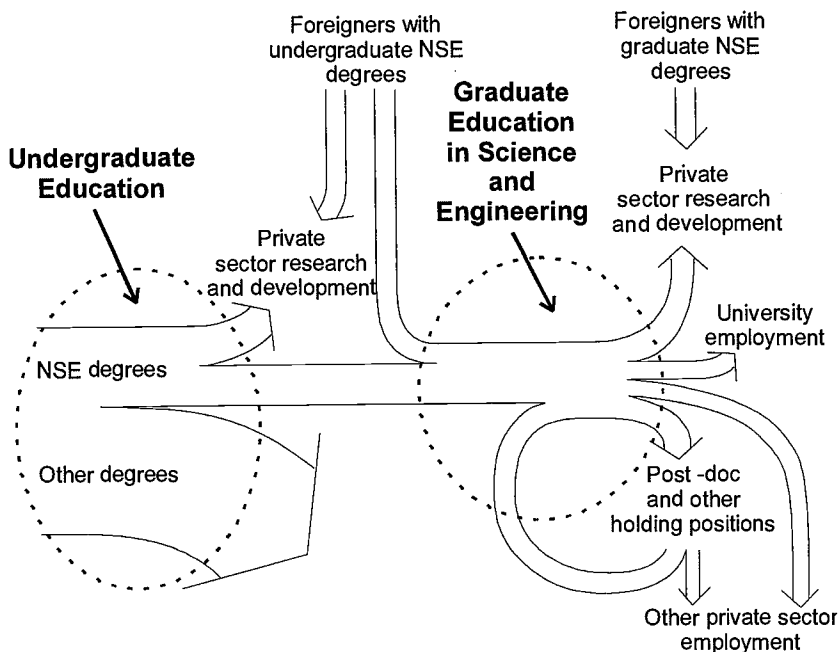 Foreigners with
undergraduate NSE
degrees
Foreigners with
graduate NSE
degrees
Graduate
Education
in Science
and
Engineering
Undergraduate
Education
Private
sector research
and development
Private
sector research
and development
University
employment
NSE degrees
Other degrees
Post -doc
and other
holding positions
Other private sector
employment